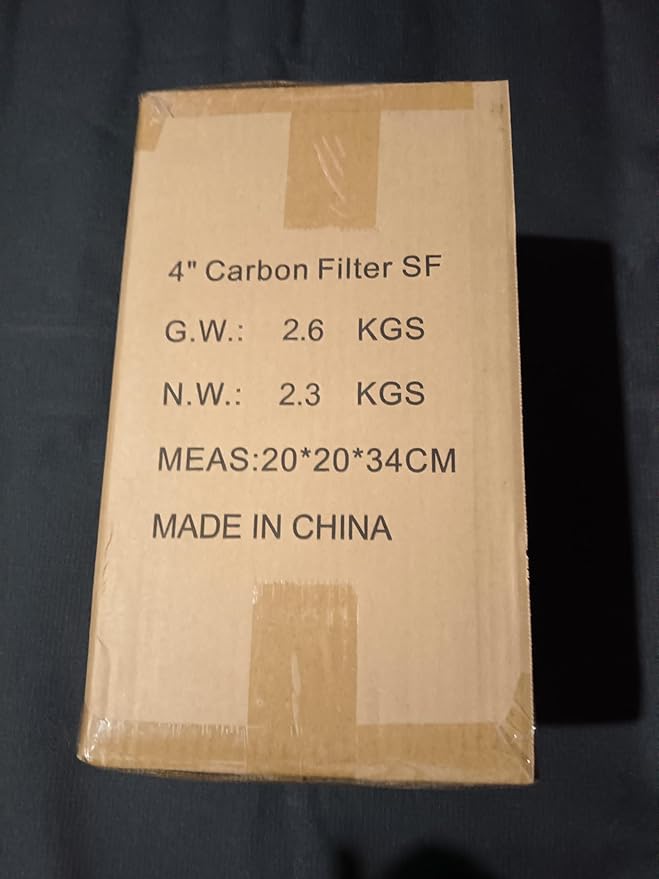 4" Carbon Filter SF
G.W.: 2.6 KGS
N.W.: 2.3 KGS
MEAS:20*20*34CM
MADE IN CHINA